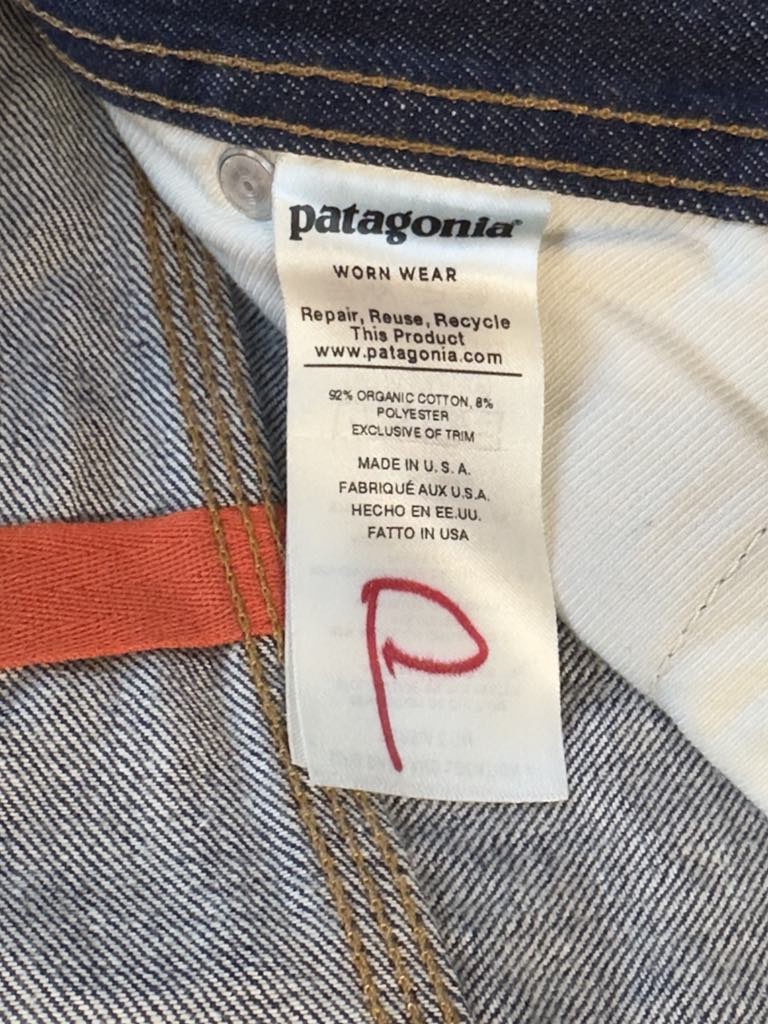 patagonia®
WORN WEAR
Repair, Reuse, Recycle
This Product
www.patagonia.com
92% ORGANIC COTTON, 8%
POLYESTER
EXCLUSIVE OF TRIM
MADE IN U. S. A.
FABRIQUÉ AUX U.S.A.
HECHO EN EE.UU.
FATTO IN USA
P